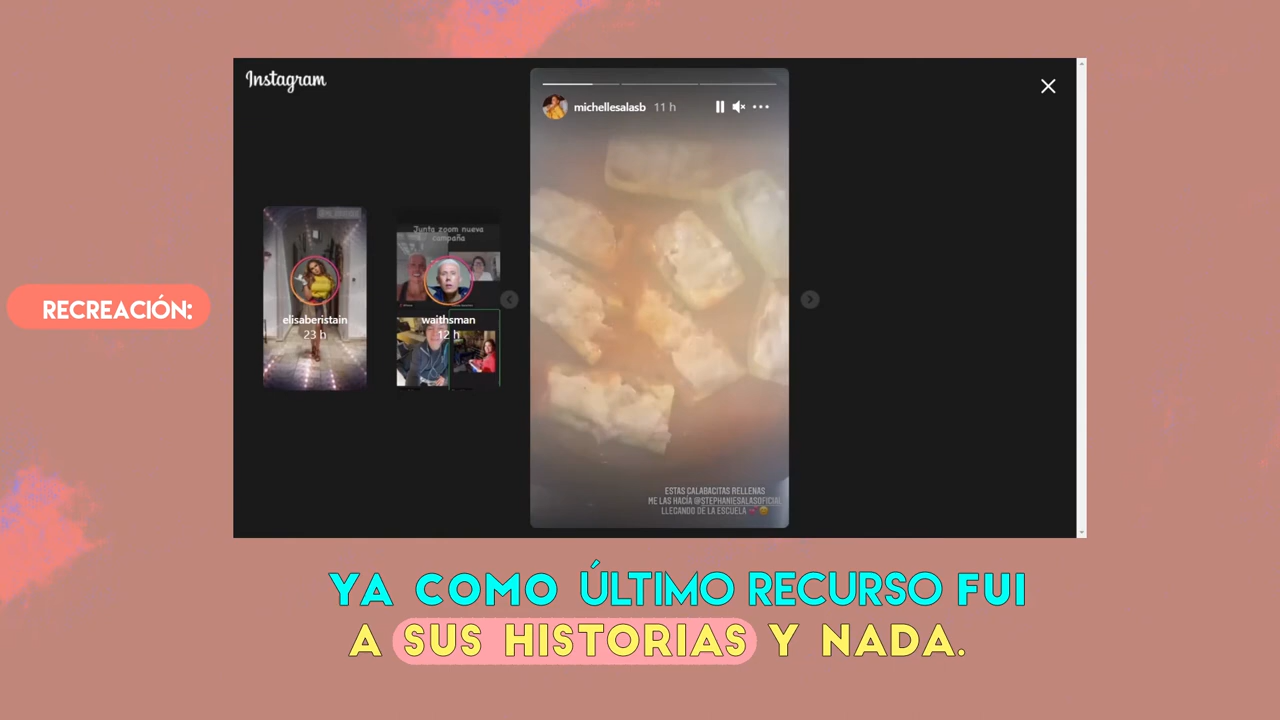 Instagram
michellesalasb 11 h
Junta zoom nueva
campaña
elisaberistain
23 h
waithsman
12 h
RECREACIÓN:
ESTAS CALABACITAS RELLENAS
ME LAS HACÍA @STEPHANIESALASOFICIAL
LLEGANDO DE LA ESCUELA
YA COMO ÚLTIMO RECURSO FUI
A SUS HISTORIAS Y NADA.